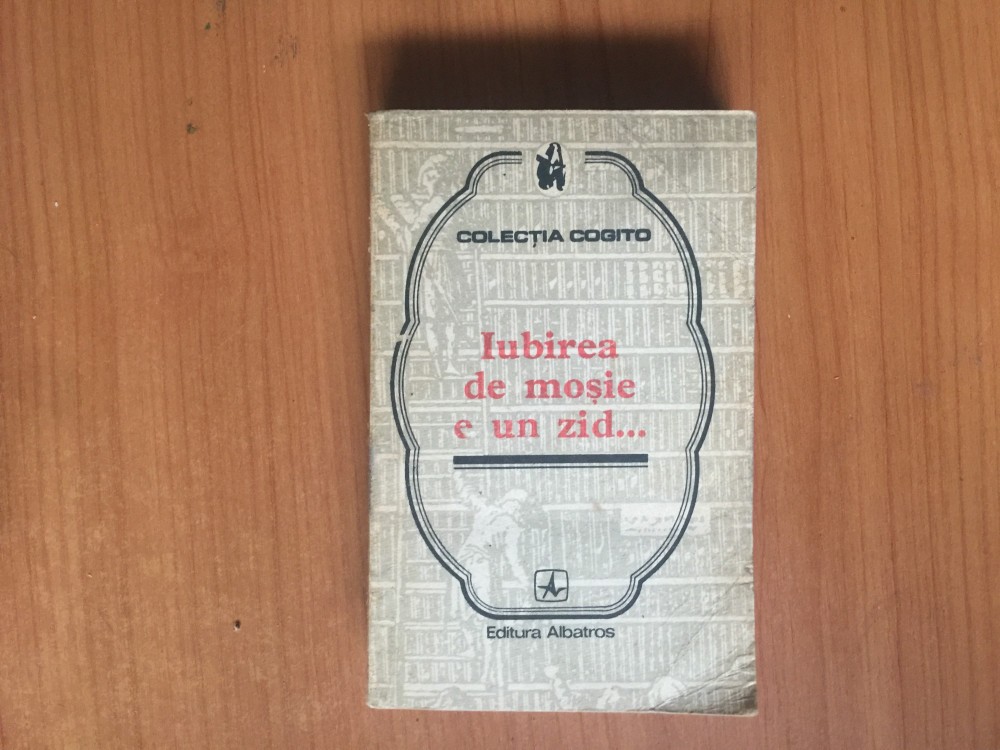 COLECȚIA COGITO
Iubirea
de moșie
e un zid...
Editura Albatros